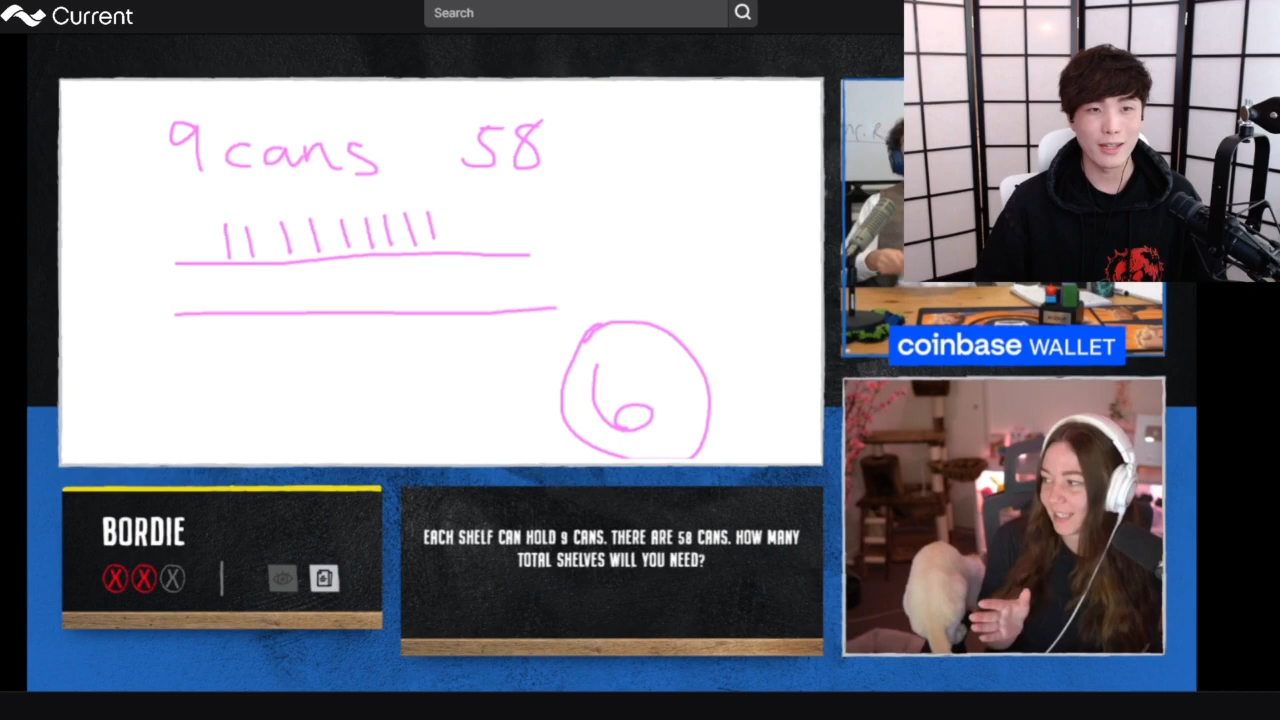 Current
Search
9 cans 58
6
coinbase WALLET
BORDIE
X X X
EACH SHELF CAN HOLD 9 CANS. THERE ARE 58 CANS. HOW MANY
TOTAL SHELVES WILL YOU NEED?